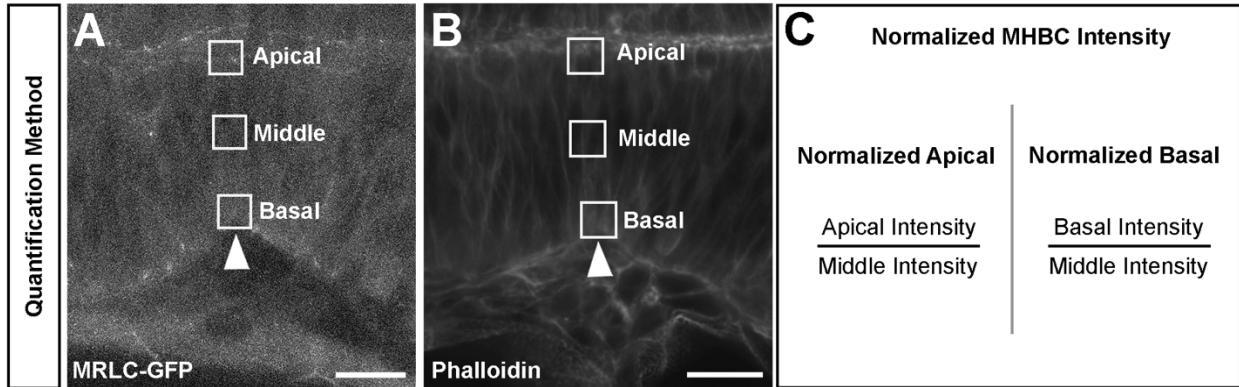 Quantification Method
A
Apical
Middle
Basal
MRLC-GFP
B
Apical
Middle
Basal
Phalloidin
C
Normalized MHBC Intensity
Normalized Apical
Apical Intensity
Middle Intensity
Normalized Basal
Basal Intensity
Middle Intensity